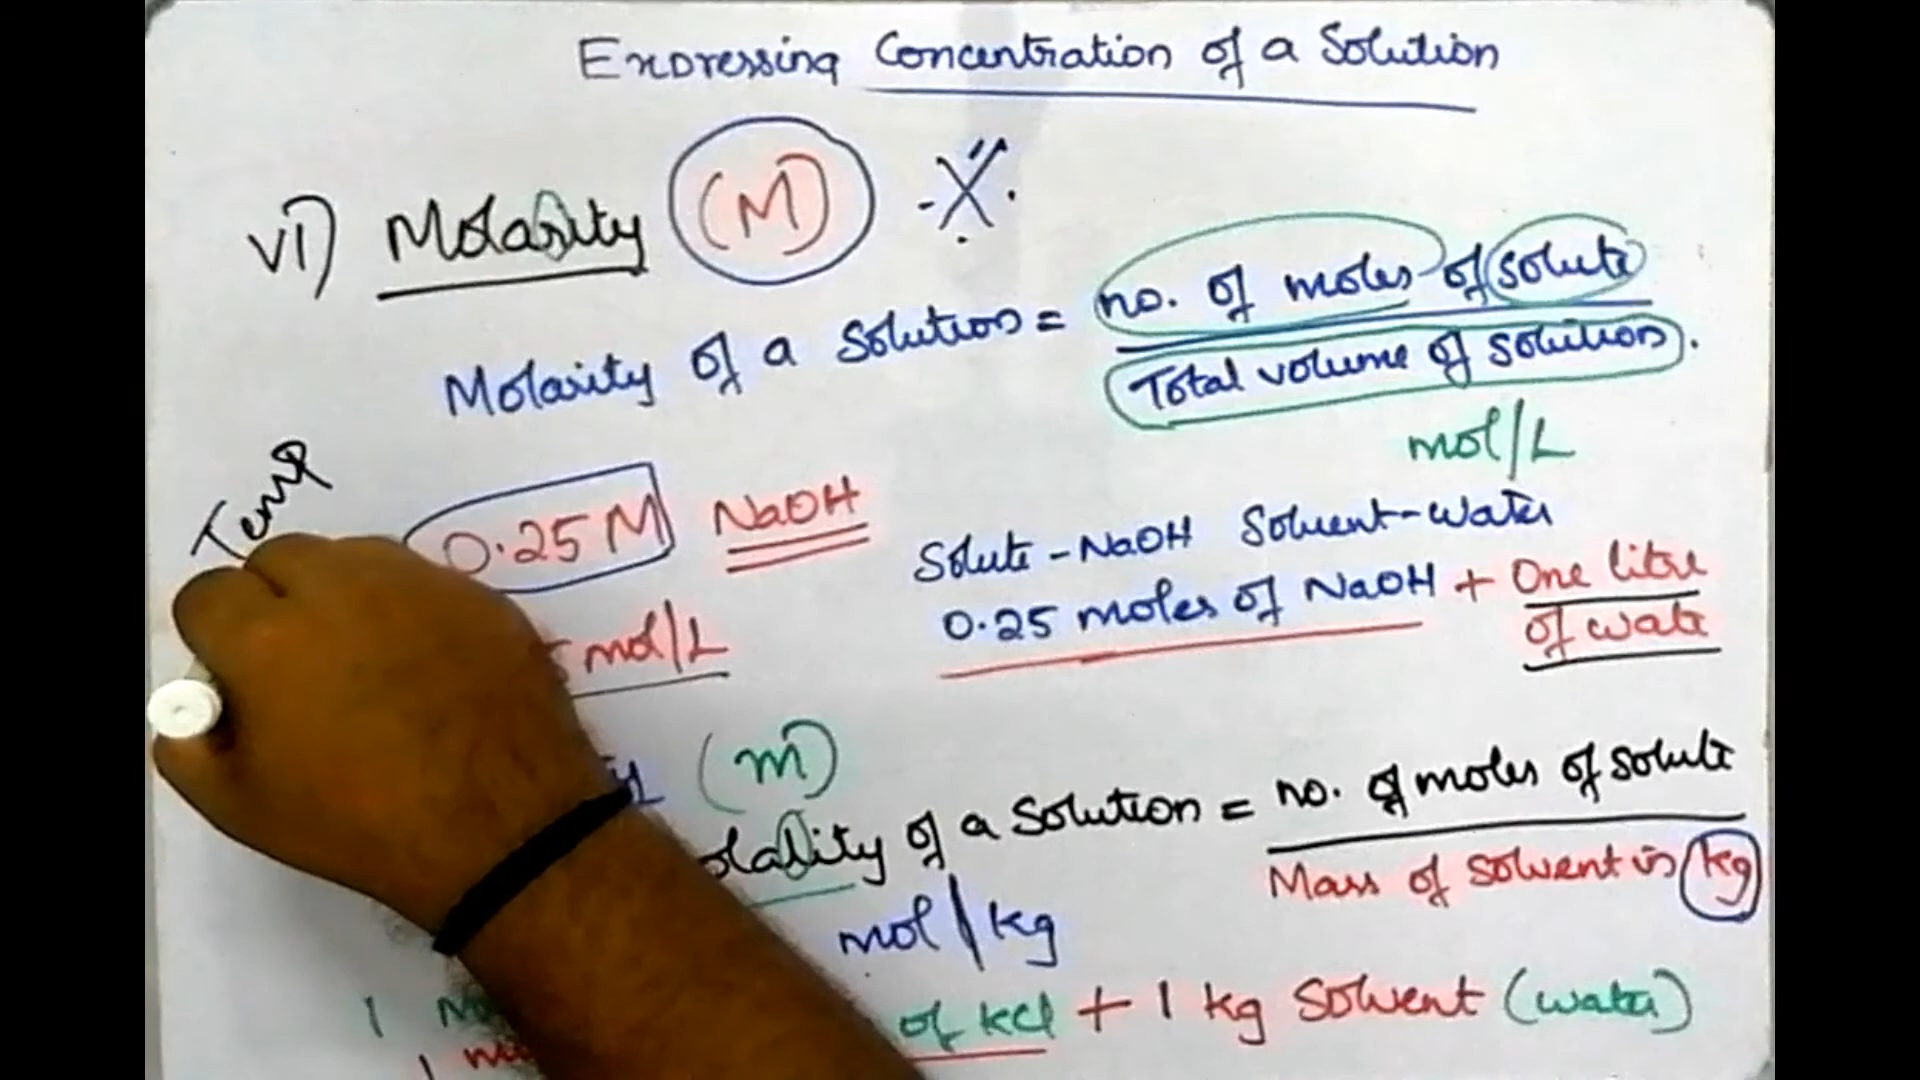 Expressing Concentration of a Solution
vi) Molarity (M)
Molarity of a solution = no. of moles of solute
Total volume of solution.
mol/L
Temp
0.25 M NaOH
Solute - NaOH Solvent - Water
0.25 moles of NaOH + One litre
of wate
mol/L
(m)
olality of a solution = no. of moles of solute
Mass of solvent in kg
mol/kg
1 of KCl + 1 kg Solvent (water)
1